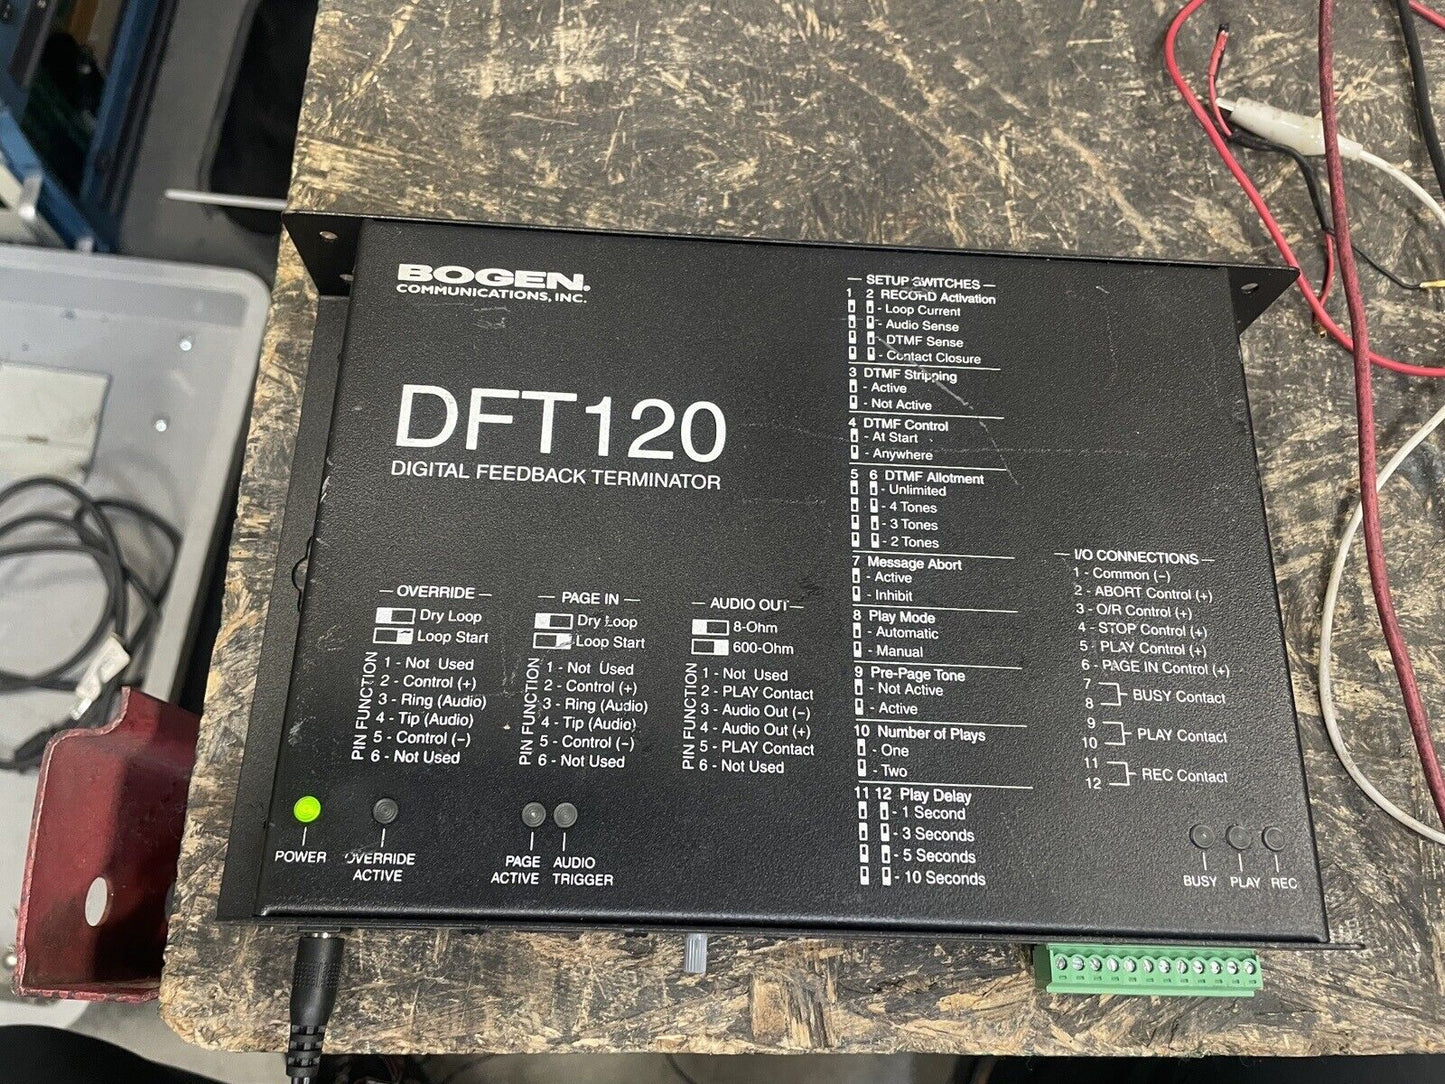 BOGEN®
COMMUNICATIONS, INC.
DFT120
DIGITAL FEEDBACK TERMINATOR
OVERRIDE
Dry Loop
Loop Start
PIN FUNCTION
1 - Not Used
2 - Control (+)
3 - Ring (Audio)
4 - Tip (Audio)
5 - Control (−)
6 - Not Used
PAGE IN
Dry Loop
Loop Start
PIN FUNCTION
1 - Not Used
2 - Control (+)
3 - Ring (Audio)
4 - Tip (Audio)
5 - Control (−)
6 - Not Used
AUDIO OUT
8-Ohm
600-Ohm
PIN FUNCTION
1 - Not Used
2 - PLAY Contact
3 - Audio Out (−)
4 - Audio Out (+)
5 - PLAY Contact
6 - Not Used
POWER
OVERRIDE
ACTIVE
PAGE
ACTIVE
AUDIO
TRIGGER
SETUP SWITCHES
1 2 RECORD Activation
- Loop Current
- Audio Sense
- DTMF Sense
- Contact Closure
3 DTMF Stripping
- Active
- Not Active
4 DTMF Control
- At Start
- Anywhere
5 6 DTMF Allotment
- Unlimited
- 4 Tones
- 3 Tones
- 2 Tones
7 Message Abort
- Active
- Inhibit
8 Play Mode
- Automatic
- Manual
9 Pre-Page Tone
- Not Active
- Active
10 Number of Plays
- One
- Two
11 12 Play Delay
- 1 Second
- 3 Seconds
- 5 Seconds
- 10 Seconds
I/O CONNECTIONS
1 - Common (−)
2 - ABORT Control (+)
3 - O/R Control (+)
4 - STOP Control (+)
5 - PLAY Control (+)
6 - PAGE IN Control (+)
7
8
BUSY Contact
9
10
PLAY Contact
11
12
REC Contact
BUSY
PLAY
REC